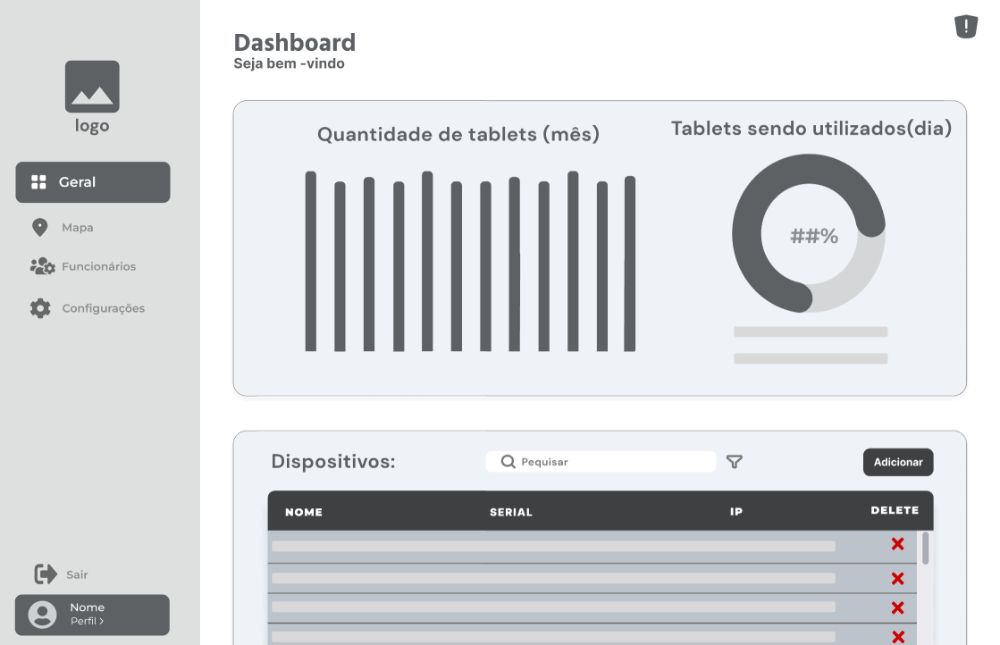 logo
Geral
Mapa
Funcionários
Configurações
Sair
Nome
Perfil >
Dashboard
Seja bem -vindo
!
Quantidade de tablets (mês)
Tablets sendo utilizados(dia)
##%
Dispositivos:
Pequisar
Adicionar
NOME SERIAL IP DELETE